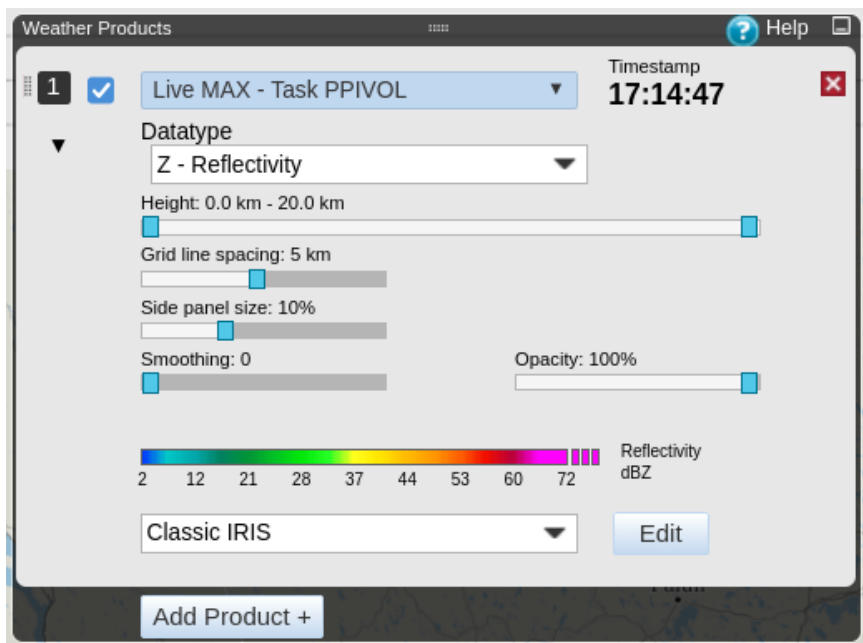 Weather Products
Help
1
Live MAX - Task PPIVOL
Timestamp
17:14:47
Datatype
Z - Reflectivity
Height: 0.0 km - 20.0 km
Grid line spacing: 5 km
Side panel size: 10%
Smoothing: 0
Opacity: 100%
2 12 21 28 37 44 53 60 72
Reflectivity
dBZ
Classic IRIS
Edit
Add Product +